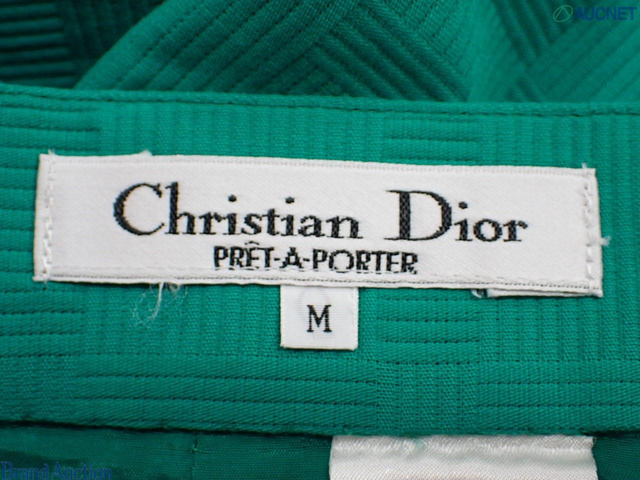 AUCNET
Christian Dior
PRÊT-A-PORTER
M
Brand Auction